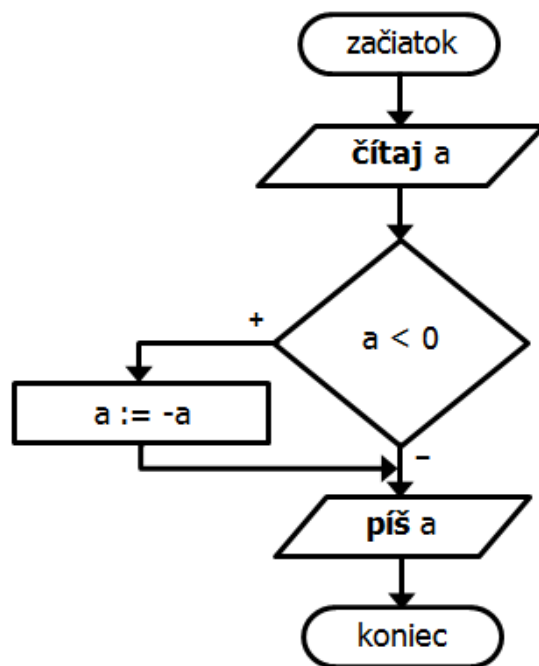 začiatok
čítaj a
a < 0
+
a := -a
–
píš a
koniec